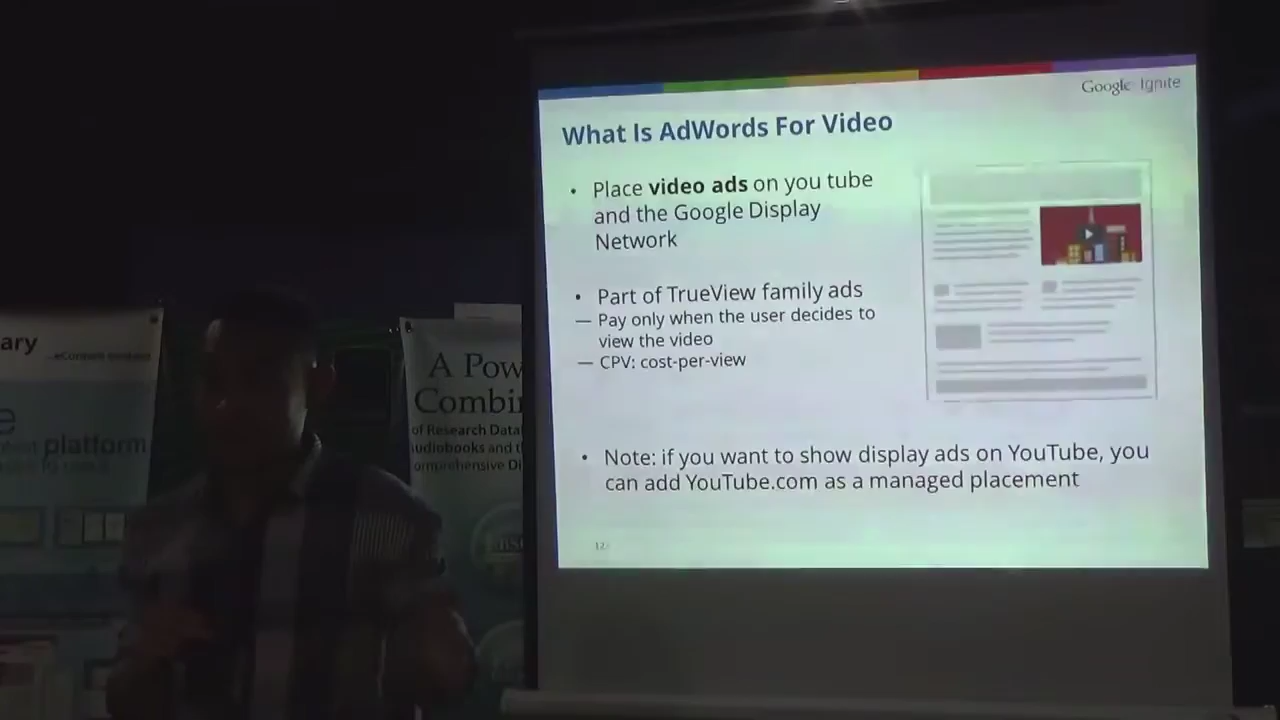 Google Ignite
What Is AdWords For Video
• Place video ads on you tube
and the Google Display
Network
• Part of TrueView family ads
— Pay only when the user decides to
view the video
— CPV: cost-per-view
• Note: if you want to show display ads on YouTube, you
can add YouTube.com as a managed placement
12
ary
e
platform
A Pow
Combi
of Research Data
udiobooks and t
omprehensive Di